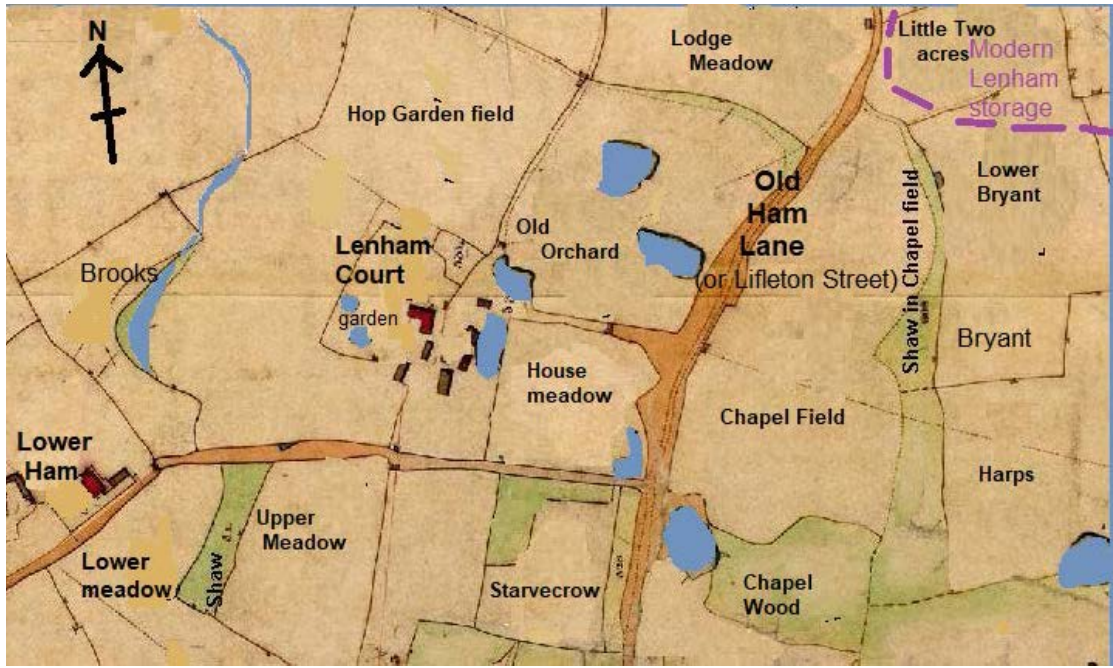 N
Lodge
Meadow
Little Two
acres
Modern
Lenham
storage
Hop Garden field
Lower
Bryant
Old
Orchard
Old
Ham
Lane
(or Lifleton Street)
Shaw in Chapel field
Lenham
Court
garden
Brooks
Bryant
House
meadow
Chapel Field
Lower
Ham
Harps
Upper
Meadow
Lower
meadow
Shaw
Starvecrow
Chapel
Wood